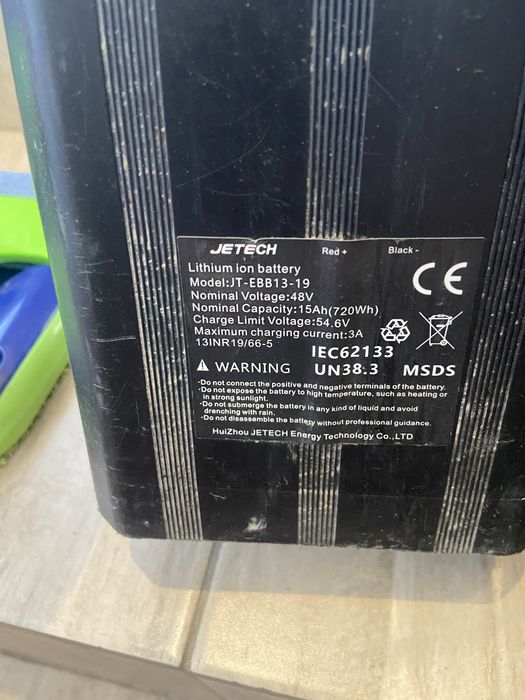 JETECH Red + Black -
Lithium ion battery
Model:JT-EBB13-19
Nominal Voltage:48V
Nominal Capacity:15Ah(720Wh)
Charge Limit Voltage:54.6V
Maximum charging current:3A
13INR19/66-5
IEC62133
WARNING UN38.3 MSDS
·Do not connect the positive and negative terminals of the battery.
·Do not expose the battery to high temperature, such as heating or
in strong sunlight.
·Do not submerge the battery in any kind of liquid and avoid
drenching with rain.
·Do not disassemble the battery without professional guidance.
HuiZhou JETECH Energy Technology Co.,LTD
CE